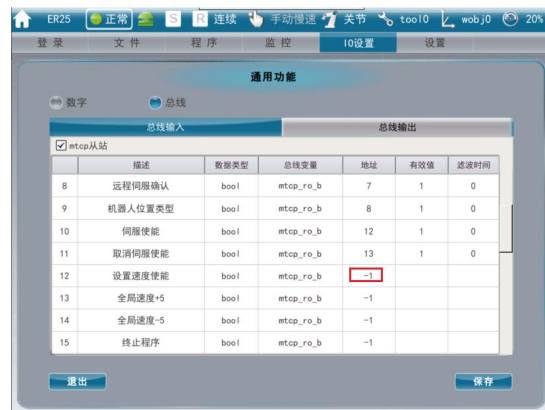 ER25 正常 S R 连续 手动慢速 关节 tool0 wobj0 20%
登录 文件 程序 监控 IO设置 设置
通用功能
数字 总线
总线输入 总线输出
mtcp从站
描述 数据类型 总线变量 地址 有效值 滤波时间
8 远程伺服确认 bool mtcp_ro_b 7 1 0
9 机器人位置类型 bool mtcp_ro_b 8 1 0
10 伺服使能 bool mtcp_ro_b 12 1 0
11 取消伺服使能 bool mtcp_ro_b 13 1 0
12 设置速度使能 bool mtcp_ro_b -1
13 全局速度+5 bool mtcp_ro_b -1
14 全局速度-5 bool mtcp_ro_b -1
15 终止程序 bool mtcp_ro_b -1
退出 保存